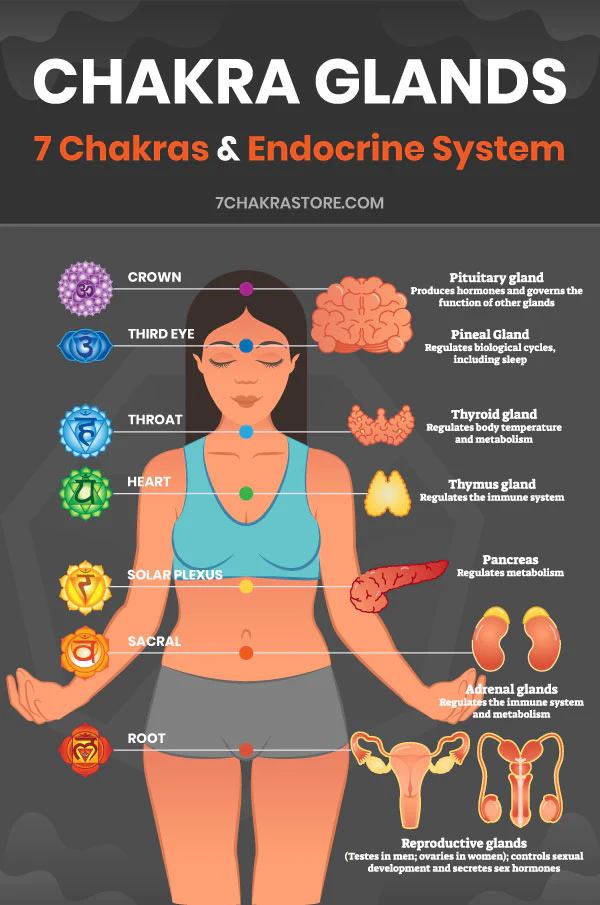 CHAKRA GLANDS
7 Chakras & Endocrine System
7CHAKRASTORE.COM
CROWN
ॐ
Pituitary gland
Produces hormones and governs the
function of other glands
THIRD EYE
Pineal Gland
Regulates biological cycles,
including sleep
THROAT
हं
Thyroid gland
Regulates body temperature
and metabolism
HEART
यं
Thymus gland
Regulates the immune system
SOLAR PLEXUS
रं
Pancreas
Regulates metabolism
SACRAL
वं
Adrenal glands
Regulates the immune system
and metabolism
ROOT
Reproductive glands
(Testes in men; ovaries in women); controls sexual
development and secretes sex hormones